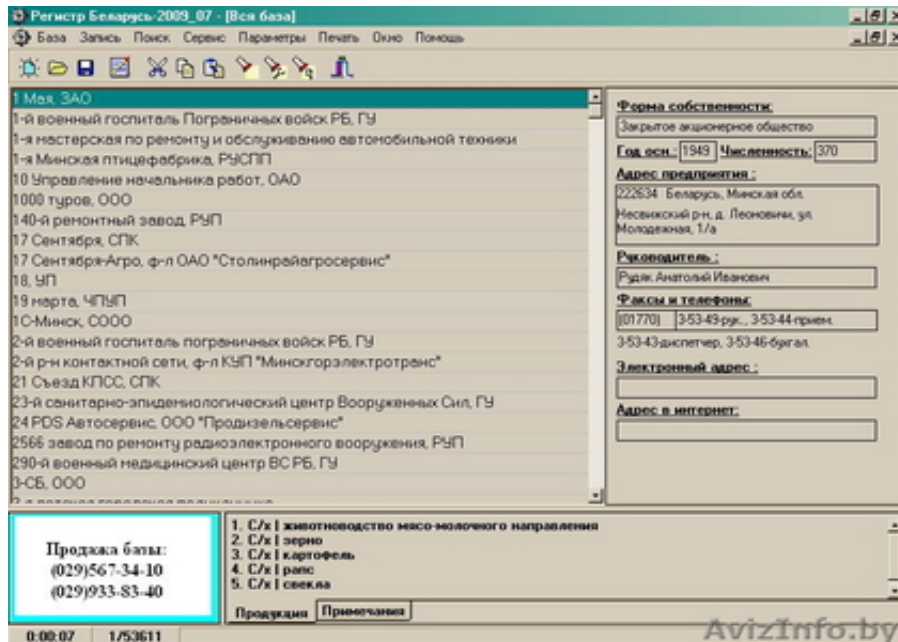 Регистр Беларусь-2009_07 - [Вся база]
База Запись Поиск Сервис Параметры Печать Окно Помощь
1 Мая, ЗАО
1-й военный госпиталь Пограничных войск РБ, ГУ
1-я мастерская по ремонту и обслуживанию автомобильной техники
1-я Минская птицефабрика, РУСПП
10 Управление начальника работ, ОАО
1000 туров, ООО
140-й ремонтный завод, РУП
17 Сентября, СПК
17 Сентября-Агро, ф-л ОАО "Столинрайагросервис"
18, УП
19 марта, ЧПУП
1С-Минск, СООО
2-й военный госпиталь пограничных войск РБ, ГУ
2-й р-н контактной сети, ф-л КУП "Минскгорэлектротранс"
21 Съезд КПСС, СПК
23-й санитарно-эпидемиологический центр Вооруженных Сил, ГУ
24 PDS Автосервис, ООО "Продизельсервис"
2566 завод по ремонту радиоэлектронного вооружения, РУП
290-й военный медицинский центр ВС РБ, ГУ
3-СБ, ООО
Форма собственности:
Закрытое акционерное общество
Год осн.: 1949 Численность: 370
Адрес предприятия :
222634 Беларусь, Минская обл.
Несвижский р-н, д. Леоновичи, ул.
Молодежная, 1/а
Руководитель :
Рудяк Анатолий Иванович
Факсы и телефоны:
(01770) 3-53-49-рук., 3-53-44-прием.
3-53-43-диспетчер, 3-53-46-бухгал.
Электронный адрес :
Адрес в интернет:
Продажа базы:
(029)567-34-10
(029)933-83-40
1. С/х | животноводство мясо-молочного направления
2. С/х | зерно
3. С/х | картофель
4. С/х | рапс
5. С/х | свекла
Продукция Примечания
0:00:07 1/53611
AvizInfo.by